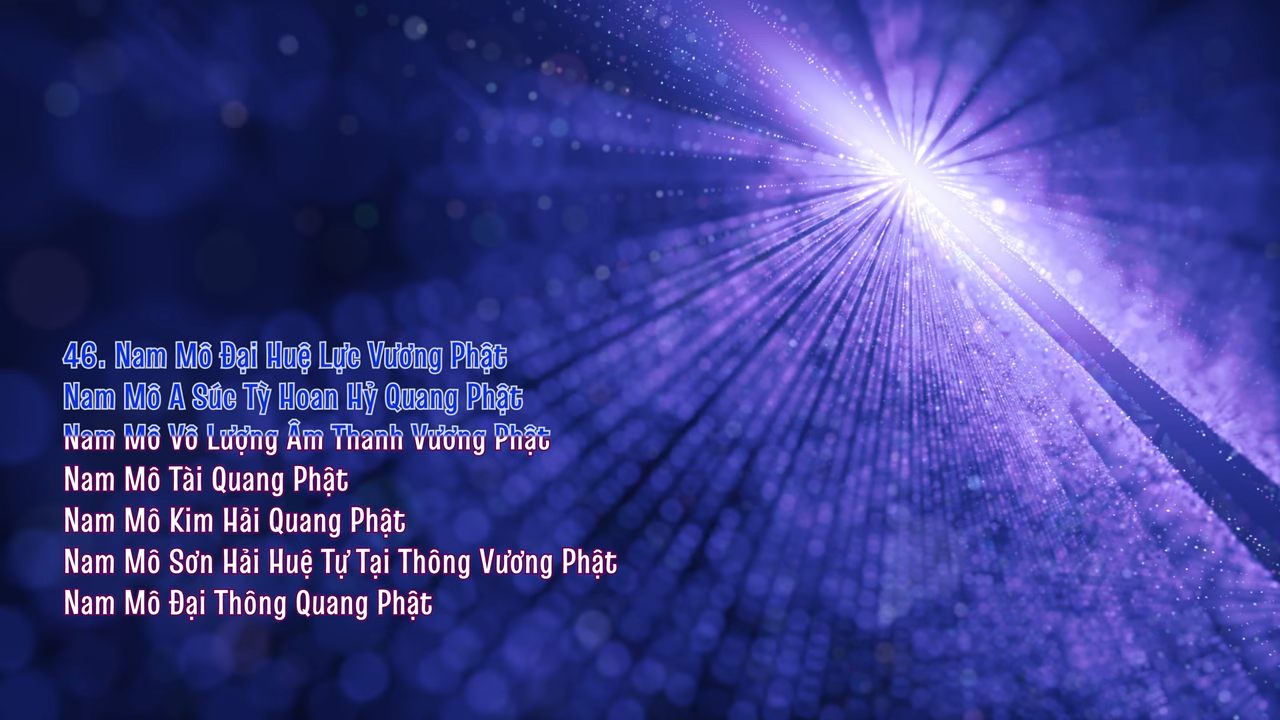 46. Nam Mô Đại Huệ Lực Vương Phật
Nam Mô A Súc Tỳ Hoan Hỷ Quang Phật
Nam Mô Vô Lượng Âm Thanh Vương Phật
Nam Mô Tài Quang Phật
Nam Mô Kim Hải Quang Phật
Nam Mô Sơn Hải Huệ Tự Tại Thông Vương Phật
Nam Mô Đại Thông Quang Phật